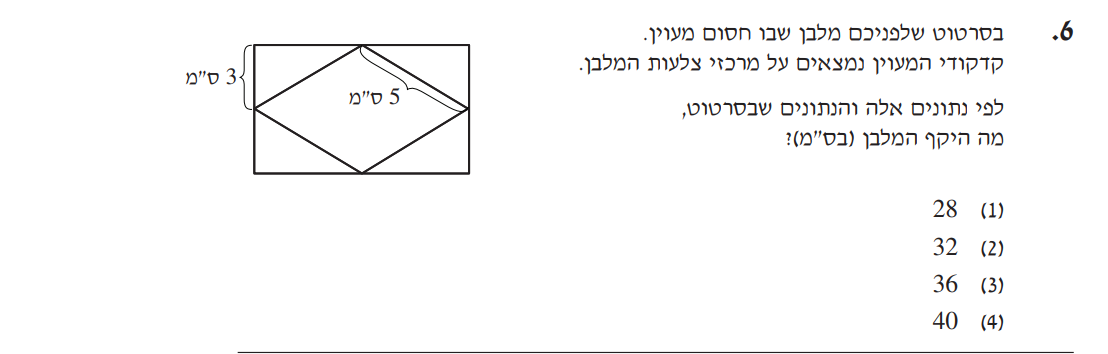 6. בסרטוט שלפניכם מלבן שבו חסום מעוין.
קדקודי המעוין נמצאים על מרכזי צלעות המלבן.
לפי נתונים אלה והנתונים שבסרטוט,
מה היקף המלבן (בס"מ)?
3 ס"מ
5 ס"מ
(1) 28
(2) 32
(3) 36
(4) 40